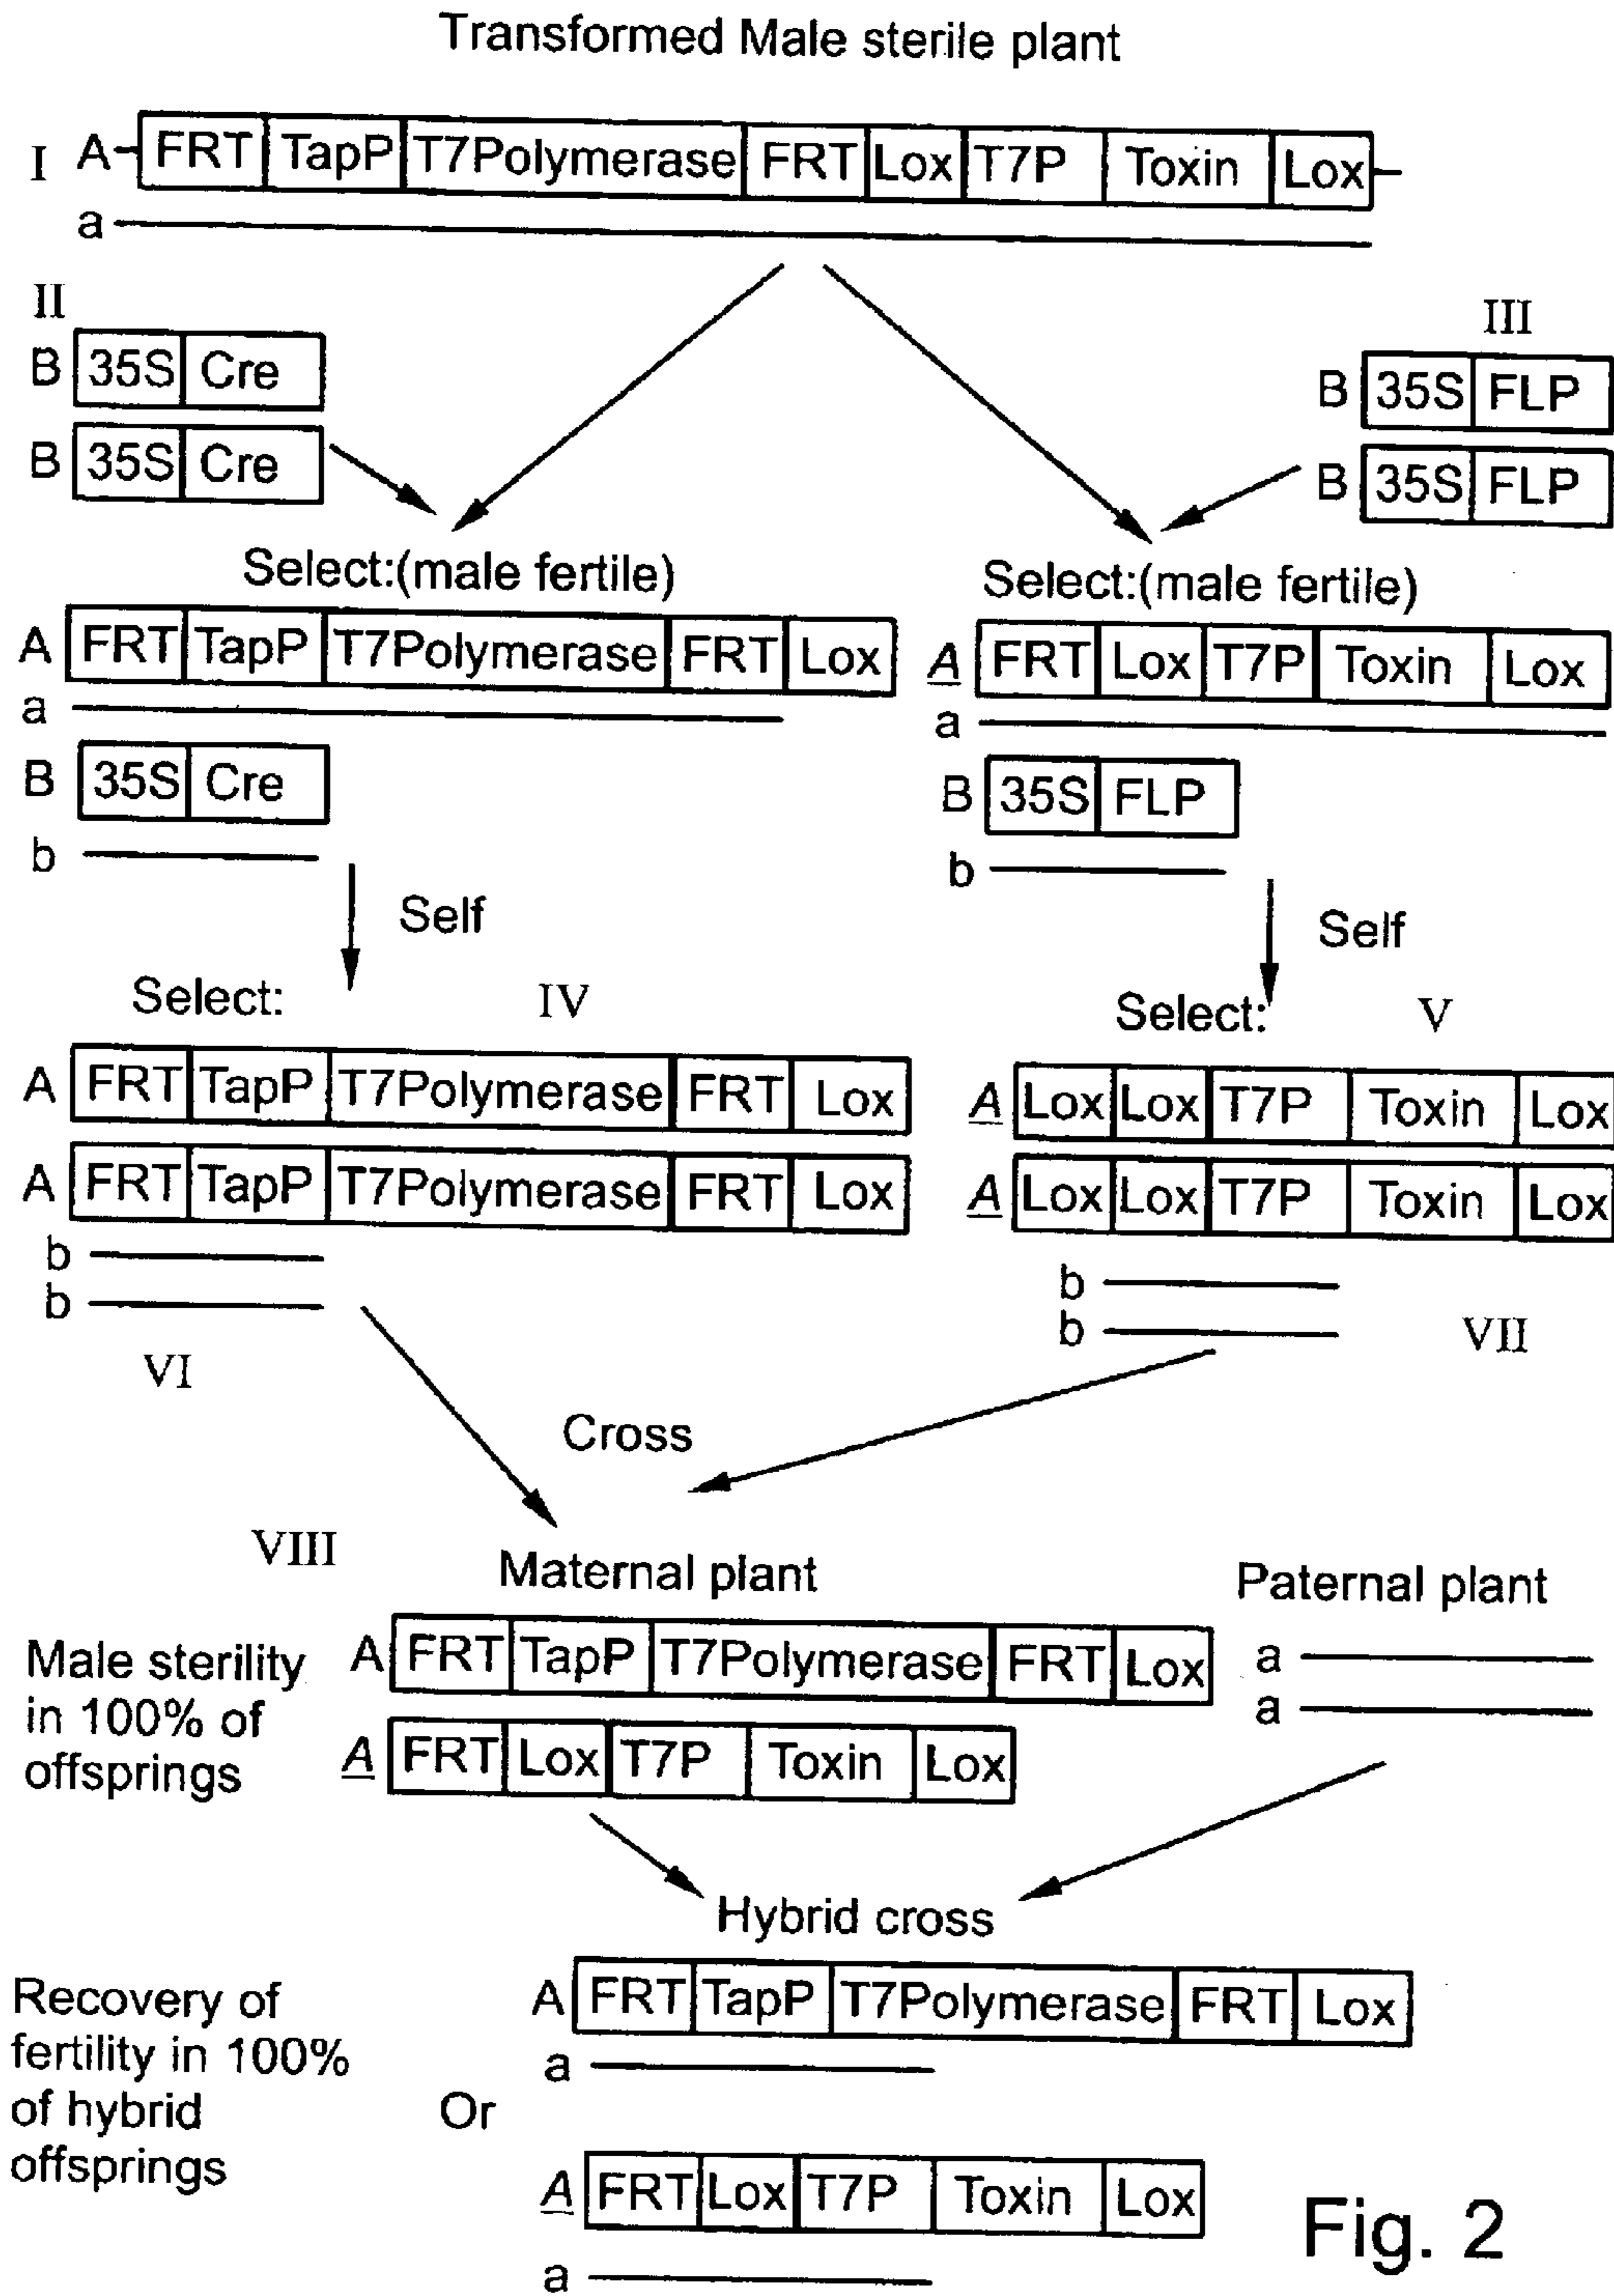 Transformed Male sterile plant
I A FRT TapP T7Polymerase FRT Lox T7P Toxin Lox
a
II
III
B 35S Cre
B 35S FLP
B 35S Cre
B 35S FLP
Select:(male fertile)
Select:(male fertile)
A FRT TapP T7Polymerase FRT Lox
A FRT Lox T7P Toxin Lox
a
a
B 35S Cre
B 35S FLP
b
b
Self
Self
Select: IV
Select: V
A FRT TapP T7Polymerase FRT Lox
A Lox Lox T7P Toxin Lox
A FRT TapP T7Polymerase FRT Lox
A Lox Lox T7P Toxin Lox
b
b
b
b
VI
VII
Cross
VIII
Maternal plant
Paternal plant
Male sterility
in 100% of
offsprings
A FRT TapP T7Polymerase FRT Lox
a
a
A FRT Lox T7P Toxin Lox
Hybrid cross
Recovery of
fertility in 100%
of hybrid
offsprings
A FRT TapP T7Polymerase FRT Lox
a
Or
A FRT Lox T7P Toxin Lox
a
Fig. 2